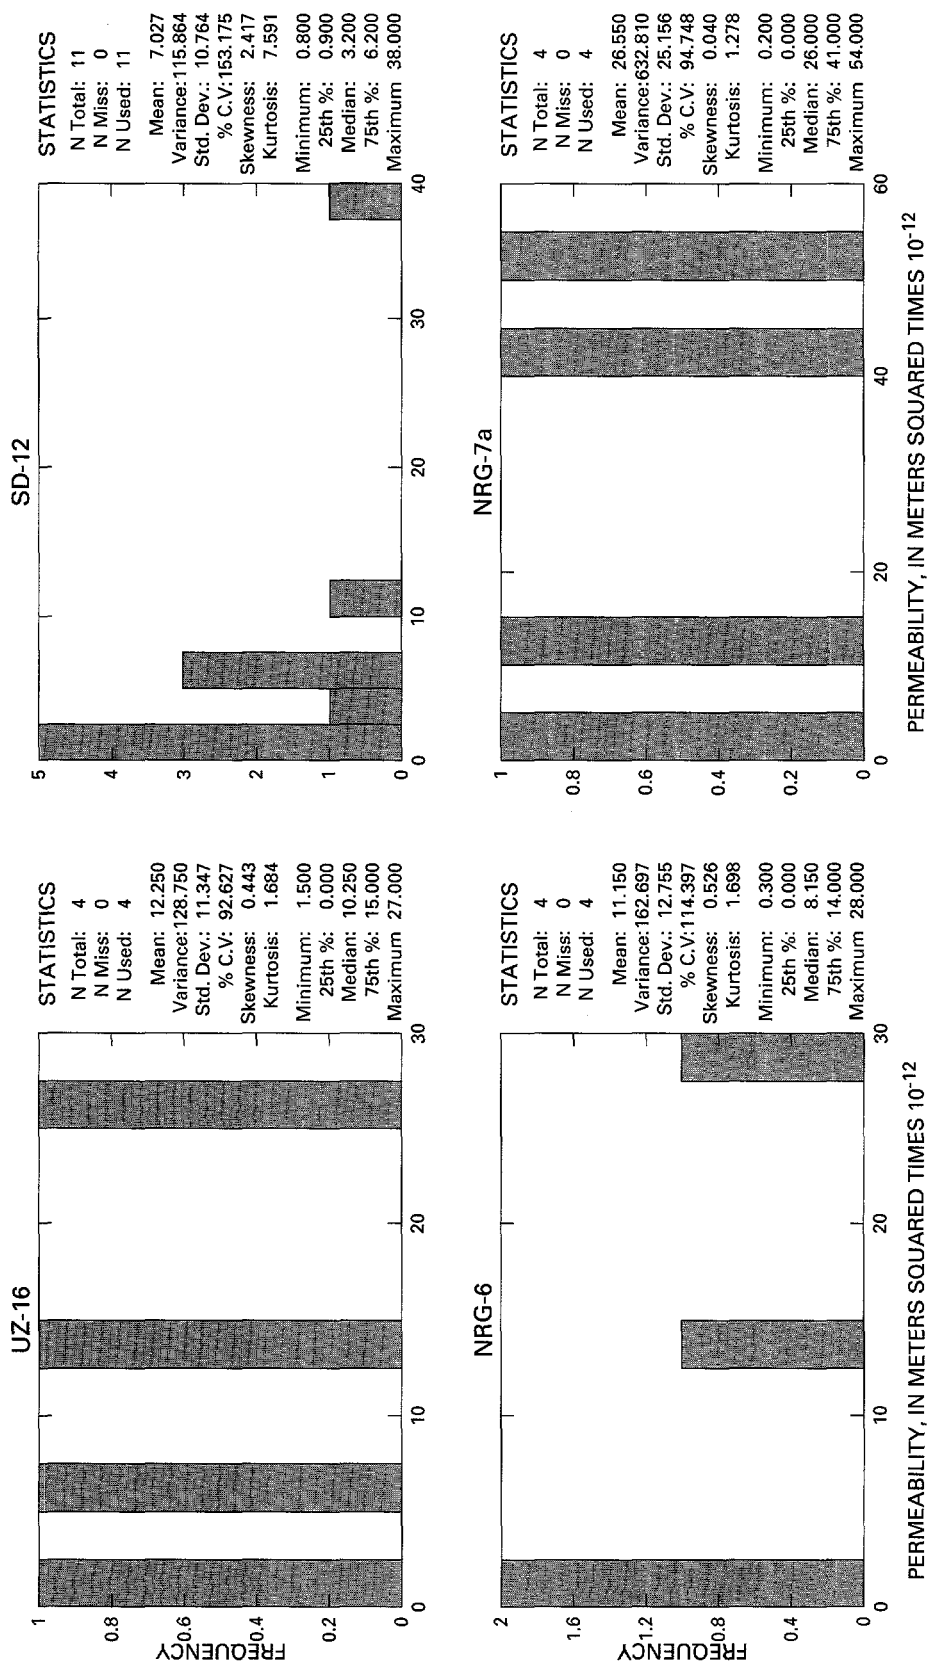 UZ-16
FREQUENCY
1
0.8
0.6
0.4
0.2
0
0
10
20
30
STATISTICS
N Total: 4
N Miss: 0
N Used: 4
Mean: 12.250
Variance:128.750
Std. Dev.: 11.347
% C.V: 92.627
Skewness: 0.443
Kurtosis: 1.684
Minimum: 1.500
25th %: 0.000
Median: 10.250
75th %: 15.000
Maximum 27.000
SD-12
5
4
3
2
1
0
0
10
20
30
40
STATISTICS
N Total: 11
N Miss: 0
N Used: 11
Mean: 7.027
Variance:115.864
Std. Dev.: 10.764
% C.V:153.175
Skewness: 2.417
Kurtosis: 7.591
Minimum: 0.800
25th %: 0.900
Median: 3.200
75th %: 6.200
Maximum 38.000
NRG-6
FREQUENCY
2
1.6
1.2
0.8
0.4
0
0
10
20
30
PERMEABILITY, IN METERS SQUARED TIMES 10-12
STATISTICS
N Total: 4
N Miss: 0
N Used: 4
Mean: 11.150
Variance:162.697
Std. Dev.: 12.755
% C.V:114.397
Skewness: 0.526
Kurtosis: 1.698
Minimum: 0.300
25th %: 0.000
Median: 8.150
75th %: 14.000
Maximum 28.000
NRG-7a
1
0.8
0.6
0.4
0.2
0
0
20
40
60
PERMEABILITY, IN METERS SQUARED TIMES 10-12
STATISTICS
N Total: 4
N Miss: 0
N Used: 4
Mean: 26.550
Variance:632.810
Std. Dev.: 25.156
% C.V: 94.748
Skewness: 0.040
Kurtosis: 1.278
Minimum: 0.200
25th %: 0.000
Median: 26.000
75th %: 41.000
Maximum 54.000